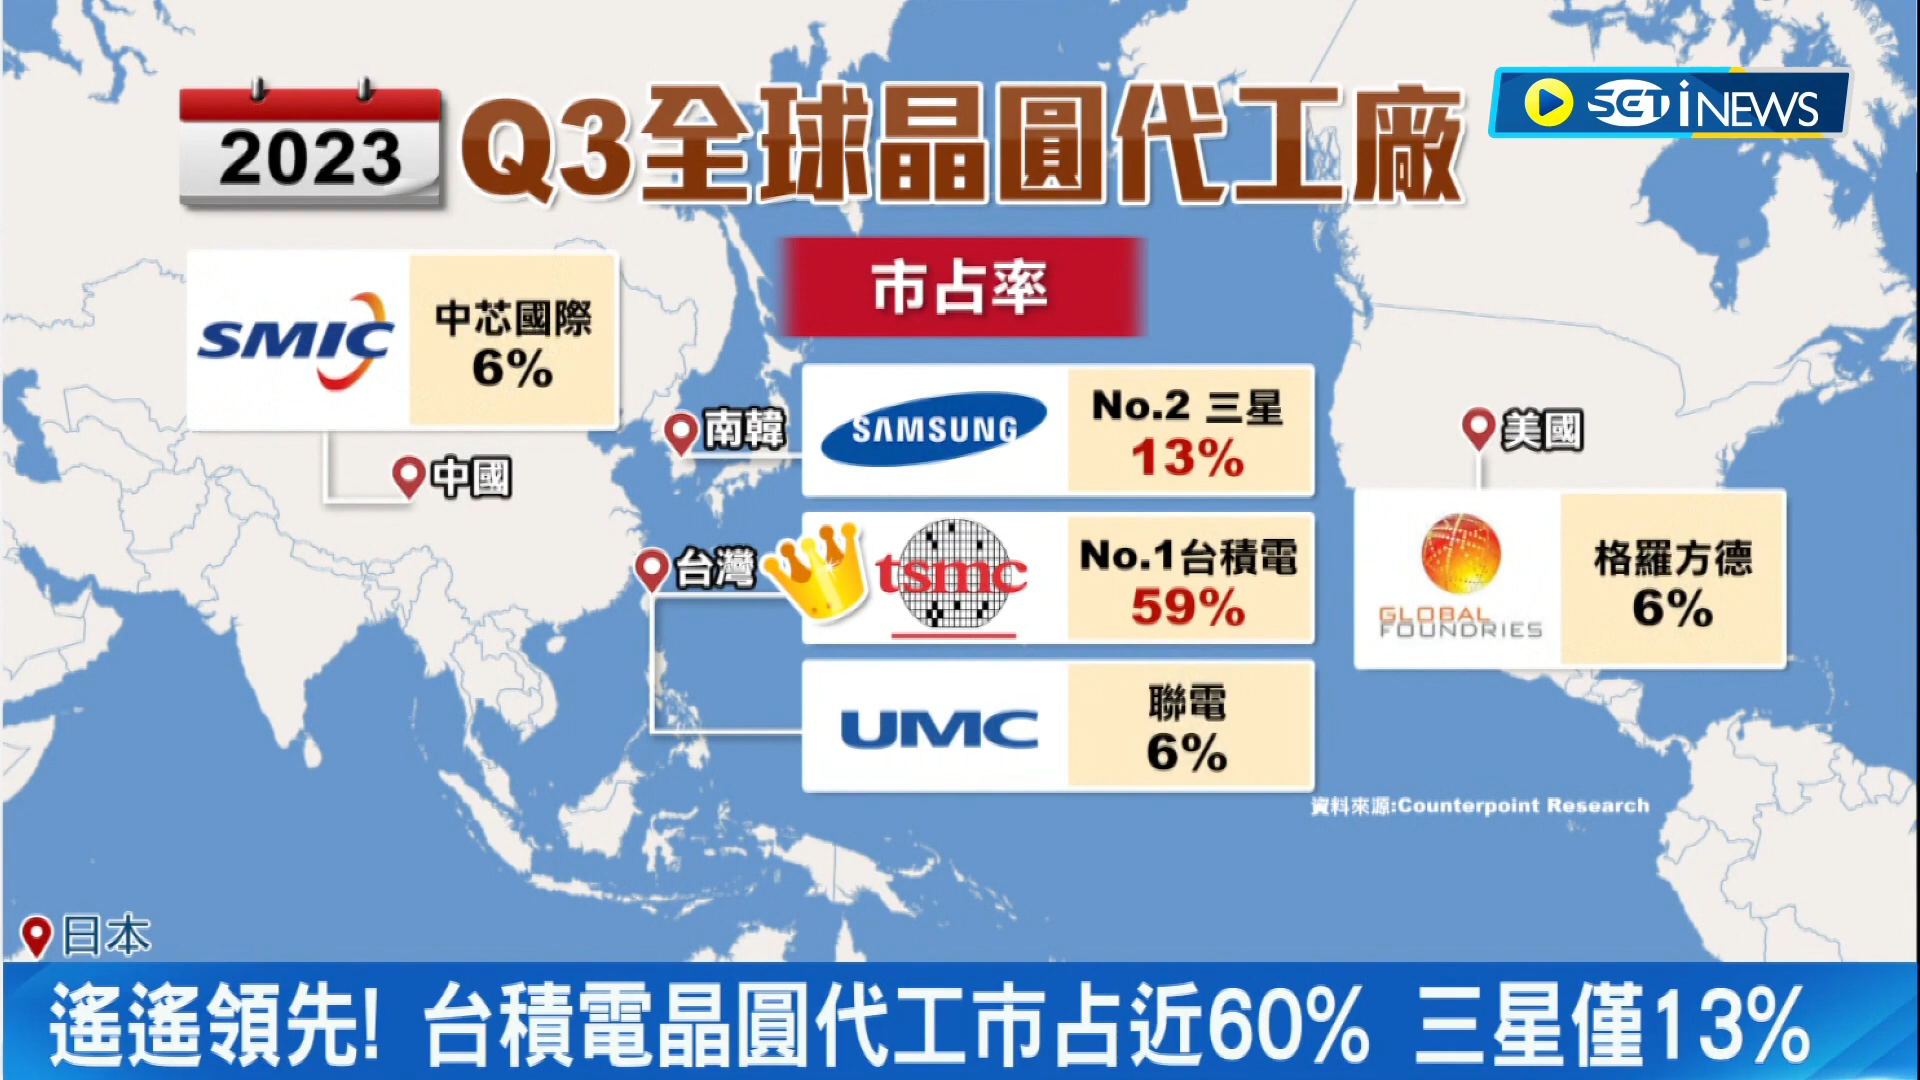 2023
Q3全球晶圓代工廠
SETiNEWS
市占率
SMIC
中芯國際
6%
中國
南韓
SAMSUNG
No.2 三星
13%
美國
台灣
tsmc
No.1台積電
59%
GLOBAL
FOUNDRIES
格羅方德
6%
UMC
聯電
6%
資料來源:Counterpoint Research
日本
遙遙領先! 台積電晶圓代工市占近60% 三星僅13%